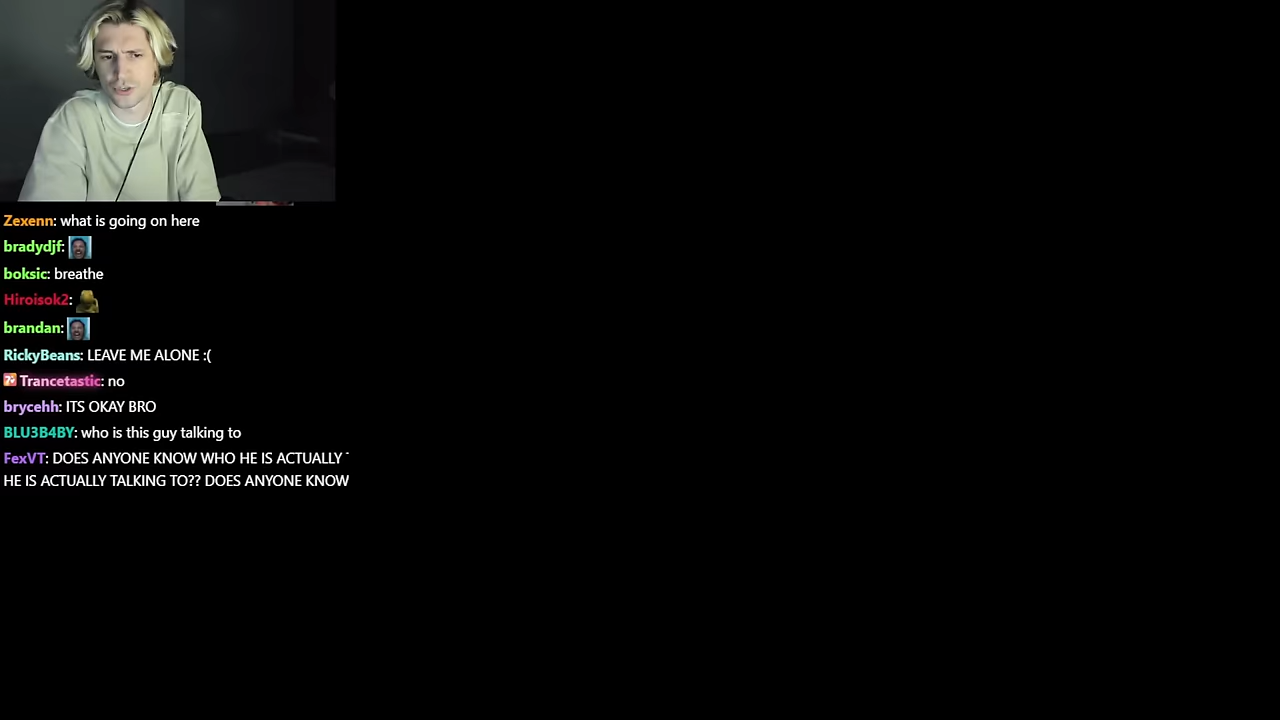 Zexenn: what is going on here
bradydjf:
boksic: breathe
Hiroisok2:
brandan:
RickyBeans: LEAVE ME ALONE :(
Trancetastic: no
brycehh: ITS OKAY BRO
BLU3B4BY: who is this guy talking to
FexVT: DOES ANYONE KNOW WHO HE IS ACTUALLY
HE IS ACTUALLY TALKING TO?? DOES ANYONE KNOW